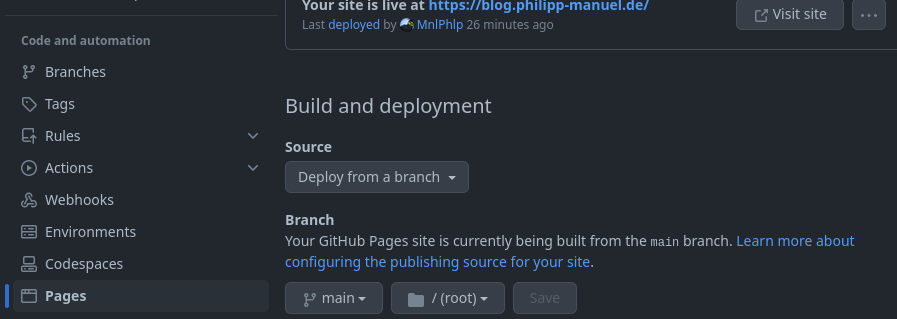 Your site is live at https://blog.philipp-manuel.de/
Last deployed by MnlPhlp 26 minutes ago
Visit site
Code and automation
Branches
Tags
Rules
Actions
Webhooks
Environments
Codespaces
Pages
Build and deployment
Source
Deploy from a branch
Branch
Your GitHub Pages site is currently being built from the main branch. Learn more about
configuring the publishing source for your site.
main
/ (root)
Save